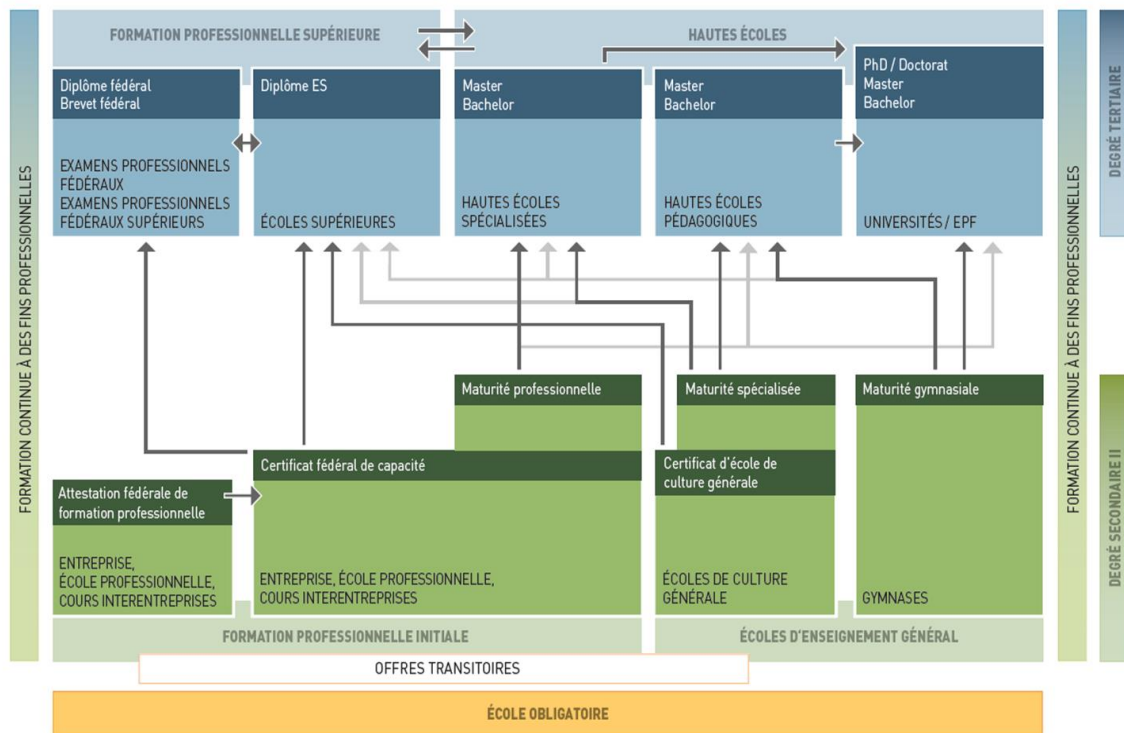 FORMATION PROFESSIONNELLE SUPÉRIEURE
HAUTES ÉCOLES
Diplôme fédéral
Brevet fédéral
Diplôme ES
Master
Bachelor
Master
Bachelor
PhD / Doctorat
Master
Bachelor
EXAMENS PROFESSIONNELS
FÉDÉRAUX
EXAMENS PROFESSIONNELS
FÉDÉRAUX SUPÉRIEURS
ÉCOLES SUPÉRIEURES
HAUTES ÉCOLES
SPÉCIALISÉES
HAUTES ÉCOLES
PÉDAGOGIQUES
UNIVERSITÉS / EPF
FORMATION CONTINUE À DES FINS PROFESSIONNELLES
FORMATION CONTINUE À DES FINS PROFESSIONNELLES
DEGRÉ TERTIAIRE
Maturité professionnelle
Maturité spécialisée
Maturité gymnasiale
Certificat fédéral de capacité
Certificat d'école de
culture générale
Attestation fédérale de
formation professionnelle
ENTREPRISE,
ÉCOLE PROFESSIONNELLE,
COURS INTERENTREPRISES
ENTREPRISE, ÉCOLE PROFESSIONNELLE,
COURS INTERENTREPRISES
ÉCOLES DE CULTURE
GÉNÉRALE
GYMNASES
DEGRÉ SECONDAIRE II
FORMATION PROFESSIONNELLE INITIALE
ÉCOLES D'ENSEIGNEMENT GÉNÉRAL
OFFRES TRANSITOIRES
ÉCOLE OBLIGATOIRE